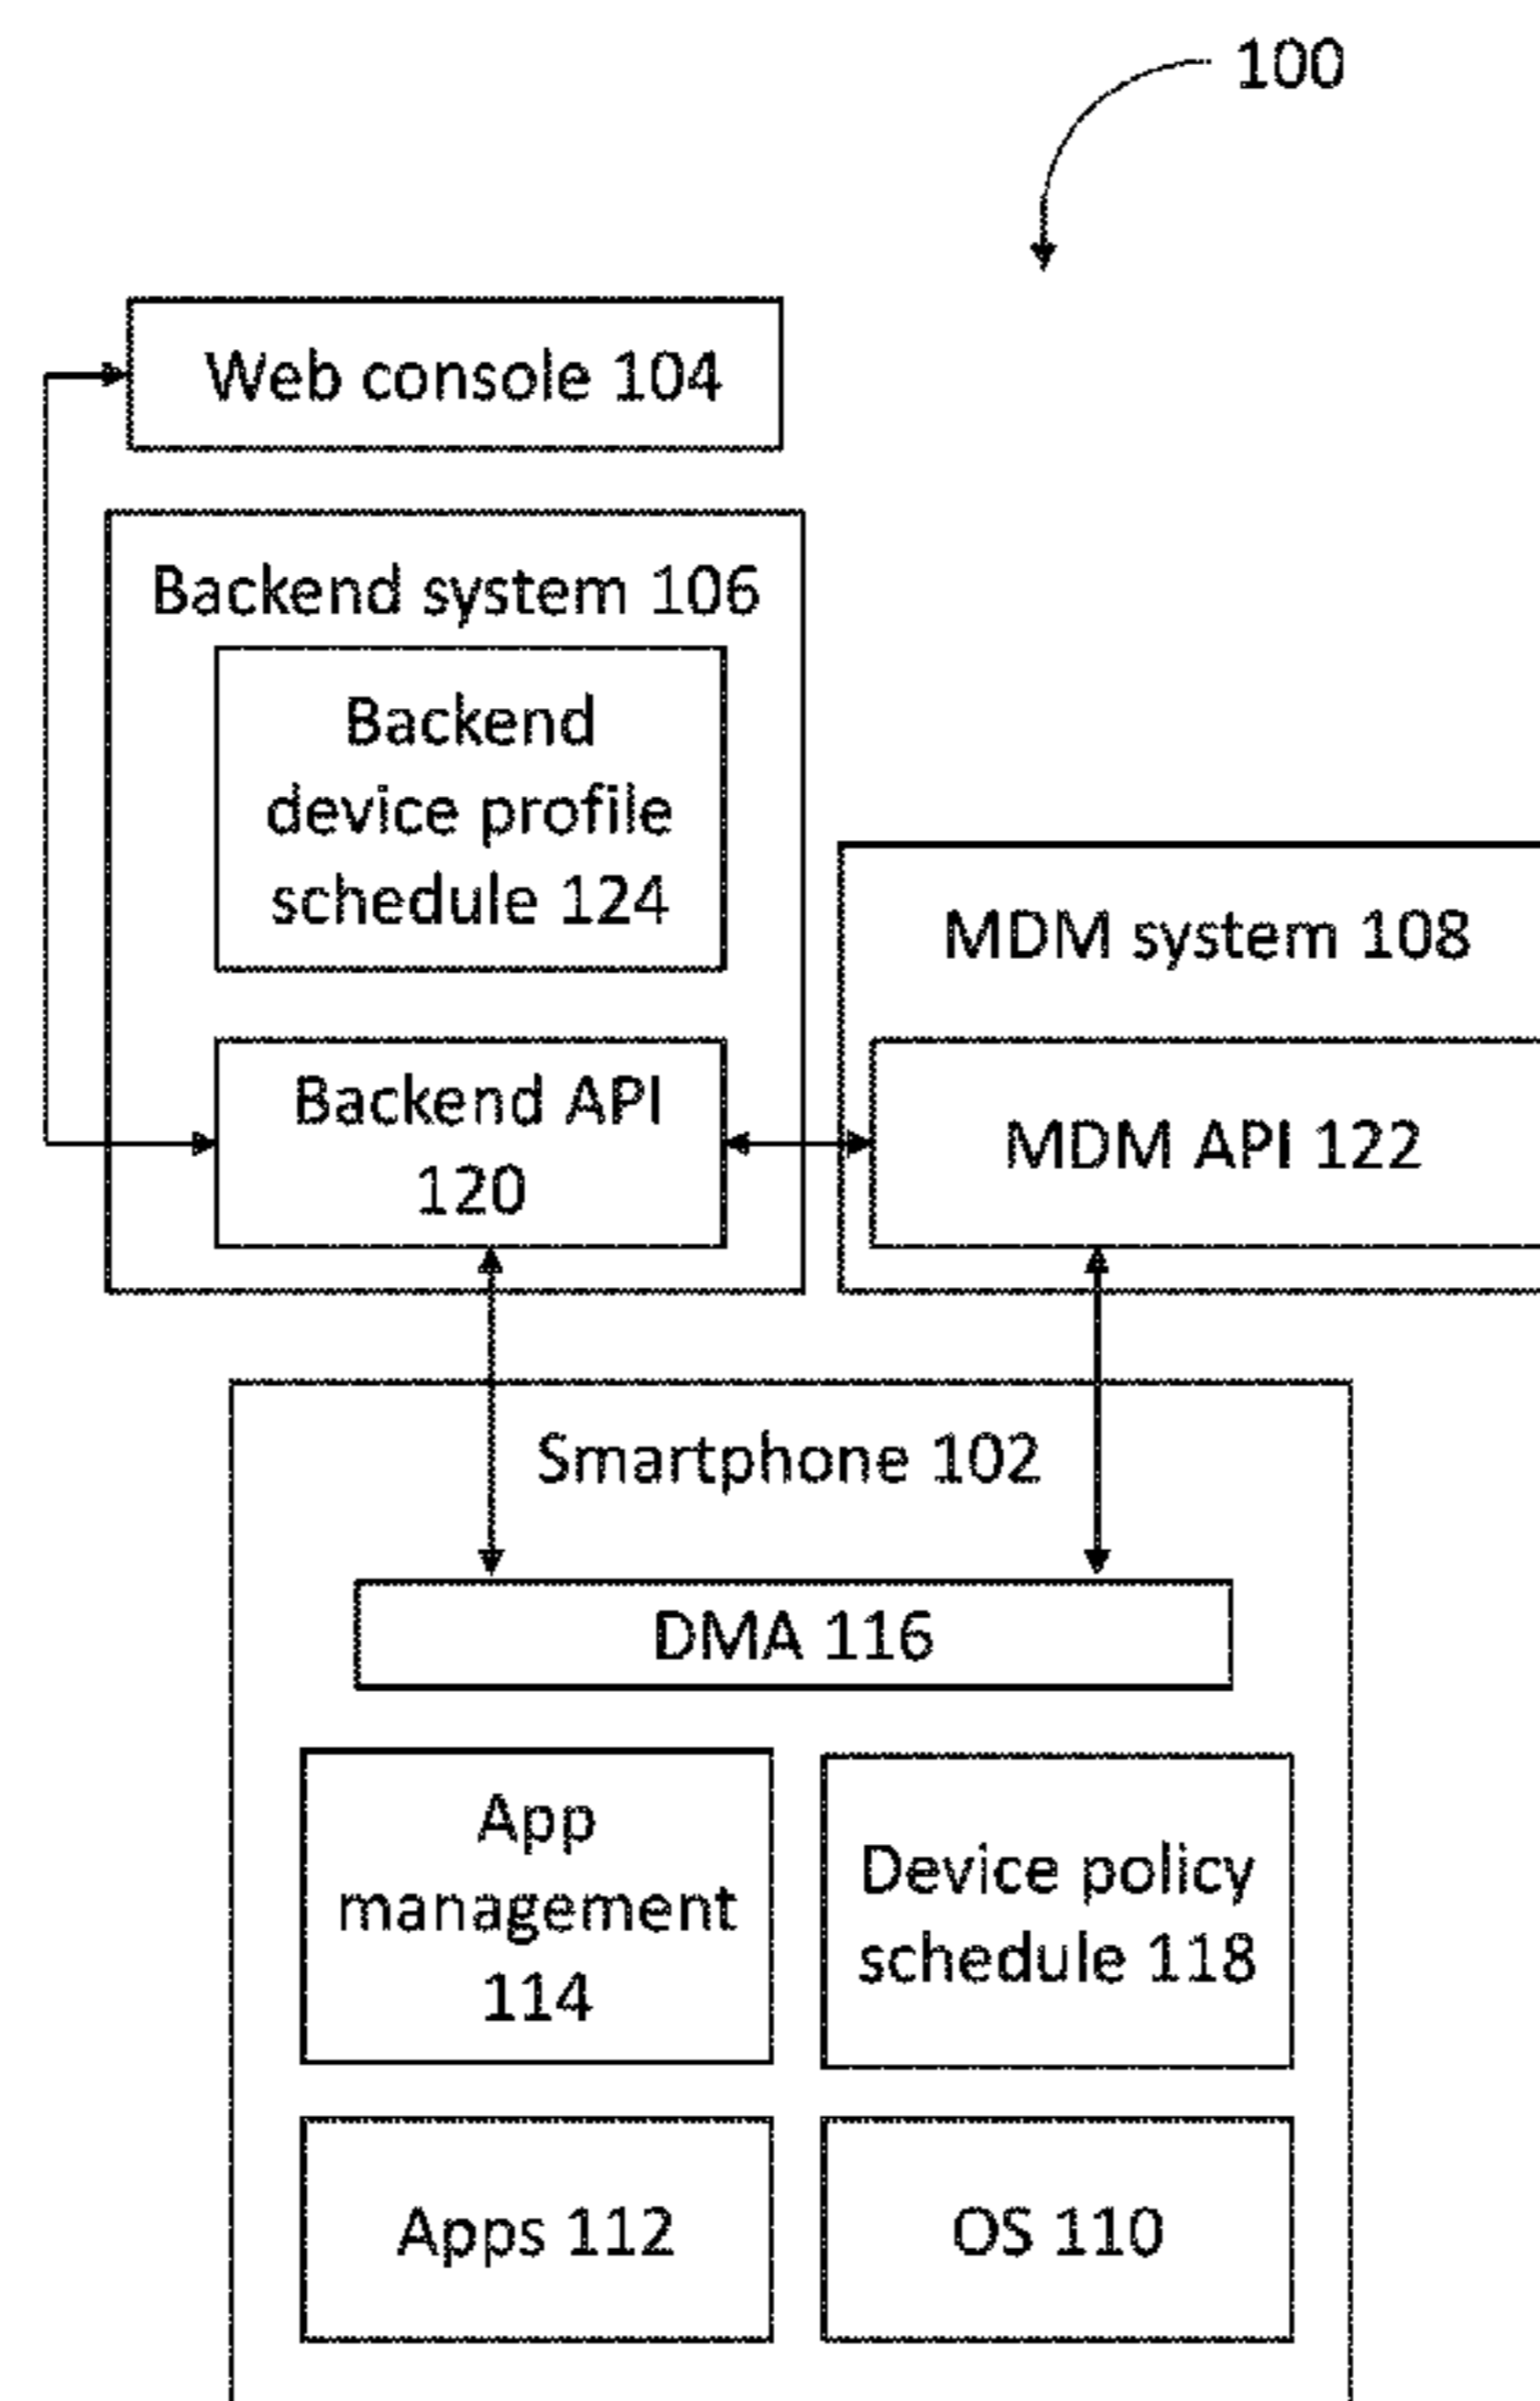 100
Web console 104
Backend system 106
Backend
device profile
schedule 124
MDM system 108
Backend API
120
MDM API 122
Smartphone 102
DMA 116
App
management
114
Device policy
schedule 118
Apps 112
OS 110